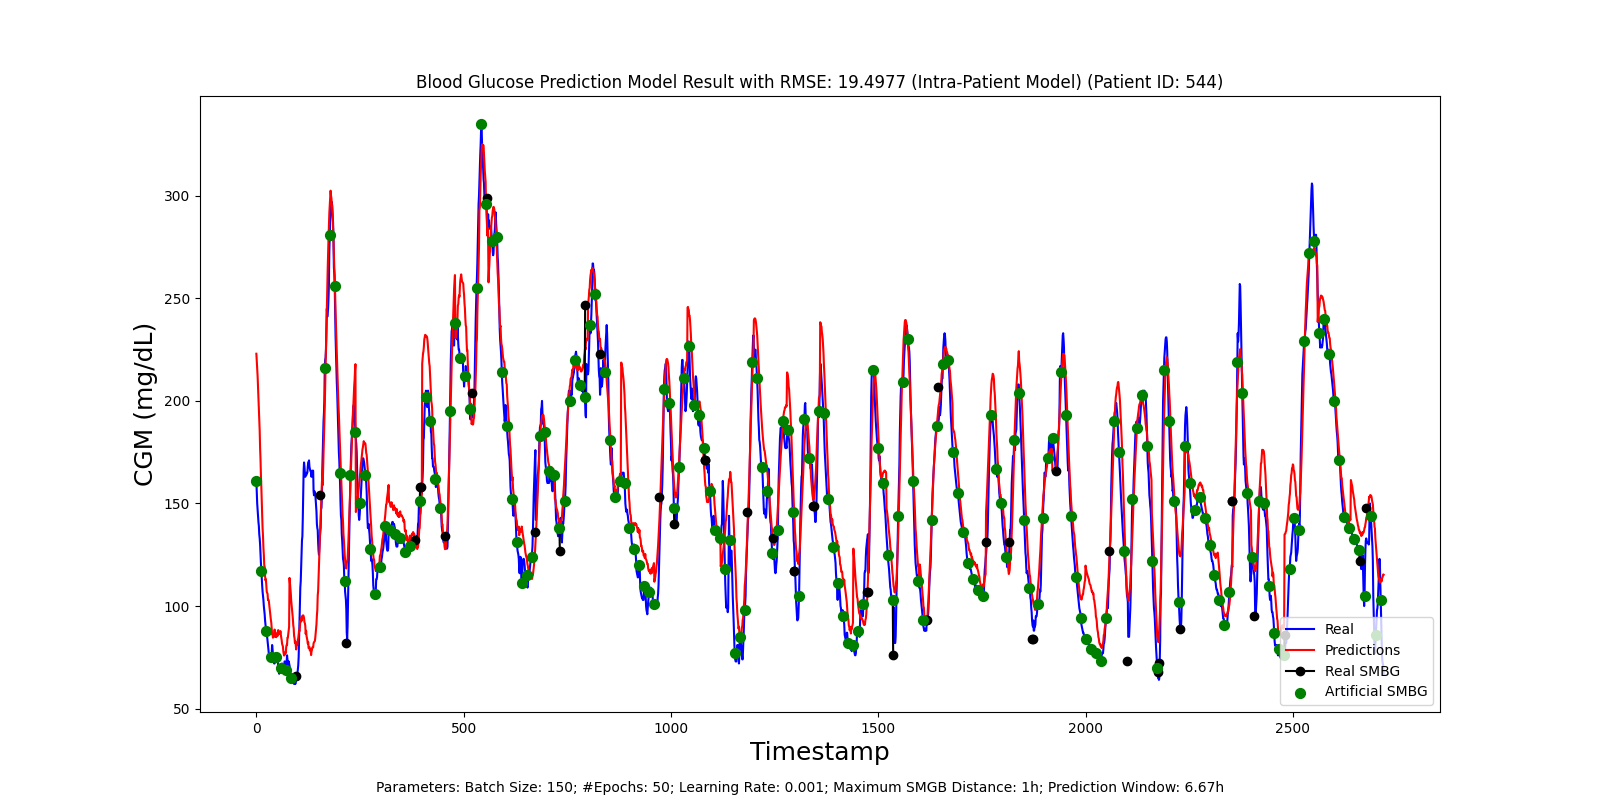 Blood Glucose Prediction Model Result with RMSE: 19.4977 (Intra-Patient Model) (Patient ID: 544)
CGM (mg/dL)
300
250
200
150
100
50
0
500
1000
1500
2000
2500
Real
Predictions
Real SMBG
Artificial SMBG
Timestamp
Parameters: Batch Size: 150; #Epochs: 50; Learning Rate: 0.001; Maximum SMGB Distance: 1h; Prediction Window: 6.67h